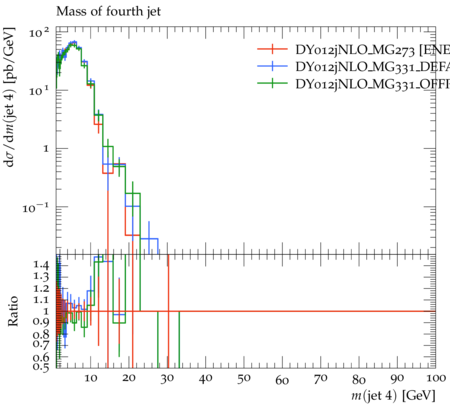 Mass of fourth jet
dσ/dm(jet 4) [pb/GeV]
DY012jNLO_MG273 [ENE
DY012jNLO_MG331_DEFA
DY012jNLO_MG331_OFFI
10²
10¹
1
10⁻¹
Ratio
1.4
1.3
1.2
1.1
1
0.9
0.8
0.7
0.6
0.5
10 20 30 40 50 60 70 80 90 100
m(jet 4) [GeV]